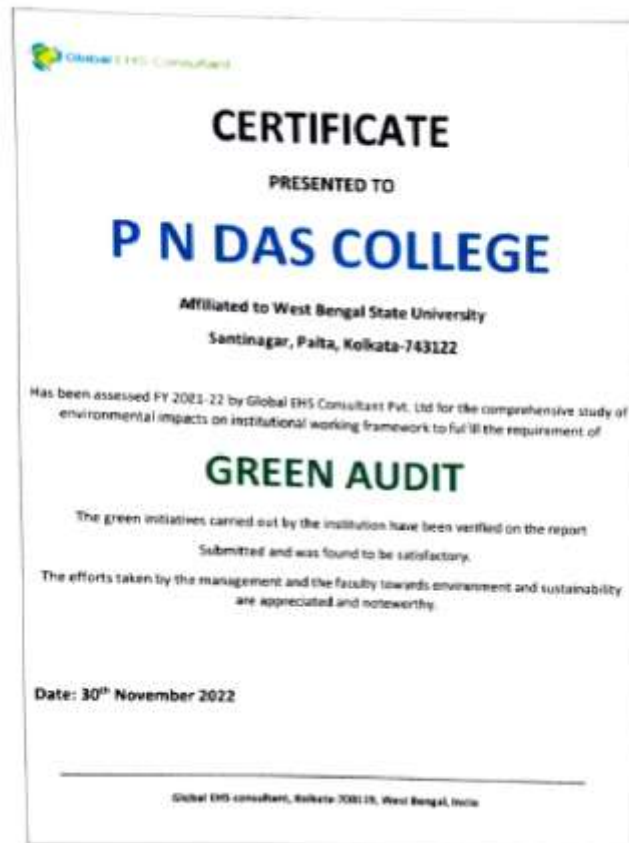 Global EHS Consultant
CERTIFICATE
PRESENTED TO
P N DAS COLLEGE
Affiliated to West Bengal State University
Santinagar, Palta, Kolkata-743122
Has been assessed FY 2021-22 by Global EHS Consultant Pvt. Ltd for the comprehensive study of
environmental impacts on institutional working framework to fulfill the requirement of
GREEN AUDIT
The green initiatives carried out by the institution have been verified on the report
Submitted and was found to be satisfactory.
The efforts taken by the management and the faculty towards environment and sustainability
are appreciated and noteworthy.
Date: 30th November 2022
Global EHS consultant, Kolkata-700119, West Bengal, India